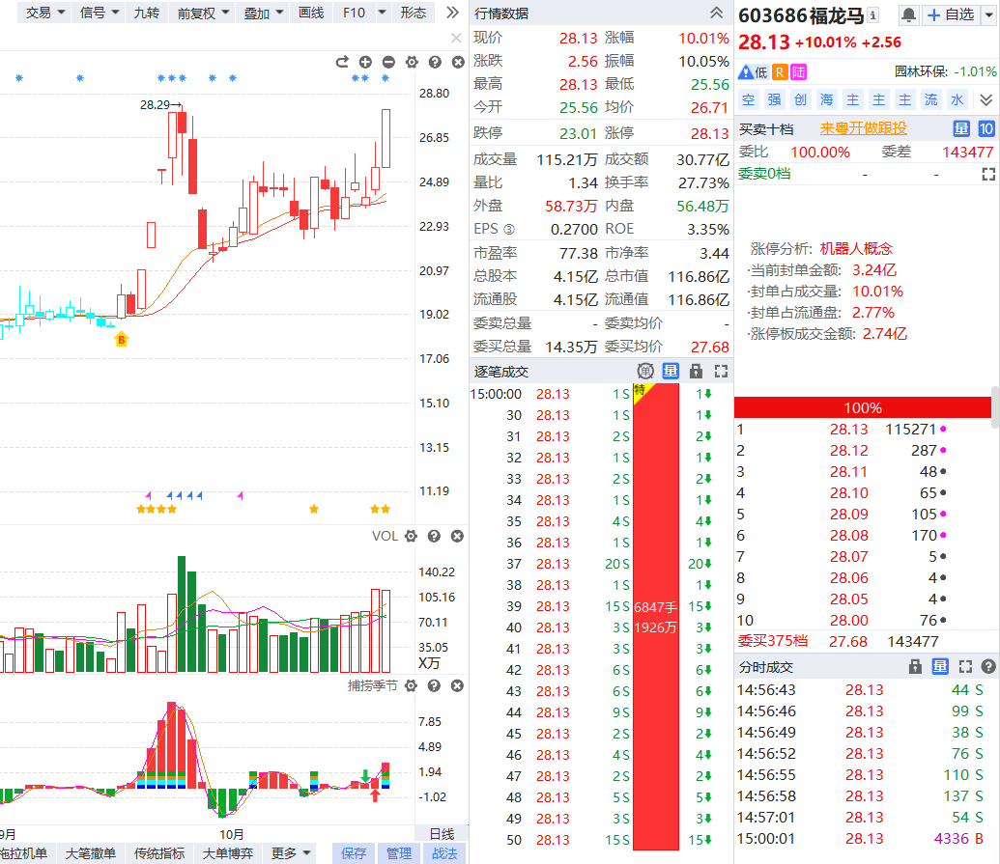 交易 信号 九转 前复权 叠加 画线 F10 形态
28.29→
28.80
26.85
24.89
22.93
20.97
19.02
17.06
15.10
13.15
11.19
B
VOL
140.22
105.16
70.11
35.05
X万
捕捞季节
7.85
4.89
1.94
-1.02
9月 10月 日线
拖拉机单 大笔撤单 传统指标 大单博弈 更多 保存 管理 战法
行情数据
现价 28.13 涨幅 10.01%
涨跌 2.56 振幅 10.05%
最高 28.13 最低 25.56
今开 25.56 均价 26.71
跌停 23.01 涨停 28.13
成交量 115.21万 成交额 30.77亿
量比 1.34 换手率 27.73%
外盘 58.73万 内盘 56.48万
EPS ③ 0.2700 ROE 3.35%
市盈率 77.38 市净率 3.44
总股本 4.15亿 总市值 116.86亿
流通股 4.15亿 流通值 116.86亿
委卖总量 - 委卖均价 -
委买总量 14.35万 委买均价 27.68
逐笔成交 单 量
特
15:00:00 28.13 1 S 1
30 28.13 1 S 1
31 28.13 2 S 2
32 28.13 1 S 1
33 28.13 2 S 2
34 28.13 1 S 1
35 28.13 4 S 4
36 28.13 1 S 1
37 28.13 20 S 20
38 28.13 1 S 1
39 28.13 15 S 6847手 15
40 28.13 3 S 1926万 3
41 28.13 3 S 3
42 28.13 6 S 6
43 28.13 6 S 6
44 28.13 9 S 9
45 28.13 2 S 2
46 28.13 4 S 4
47 28.13 2 S 2
48 28.13 5 S 5
49 28.13 3 S 3
50 28.13 15 S 15
603686福龙马 自选
28.13 +10.01% +2.56
低 R 陆 园林环保: -1.01%
空 强 创 海 主 主 主 流 水
买卖十档 来粤开做跟投 量 10
委比 100.00% 委差 143477
委卖0档 - -
涨停分析: 机器人概念
·当前封单金额: 3.24亿
·封单占成交量: 10.01%
·封单占流通盘: 2.77%
·涨停板成交金额: 2.74亿
100%
1 28.13 115271
2 28.12 287
3 28.11 48
4 28.10 65
5 28.09 105
6 28.08 170
7 28.07 5
8 28.06 4
9 28.05 4
10 28.00 76
委买375档 27.68 143477
分时成交 量
14:56:43 28.13 44 S
14:56:46 28.13 99 S
14:56:49 28.13 38 S
14:56:52 28.13 76 S
14:56:55 28.13 110 S
14:56:58 28.13 137 S
14:57:01 28.13 54 S
15:00:01 28.13 4336 B